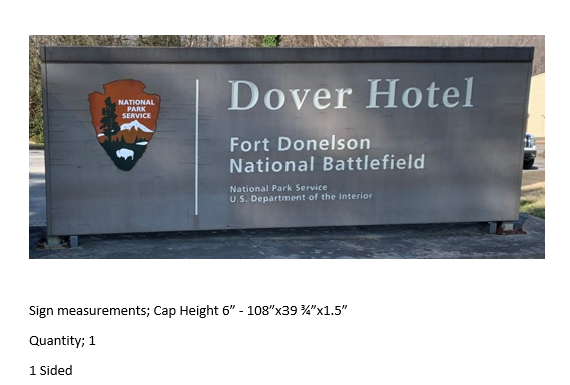 NATIONAL
PARK
SERVICE
Dover Hotel
Fort Donelson
National Battlefield
National Park Service
U.S. Department of the Interior
Sign measurements; Cap Height 6” - 108”x39 ¾”x1.5”
Quantity; 1
1 Sided